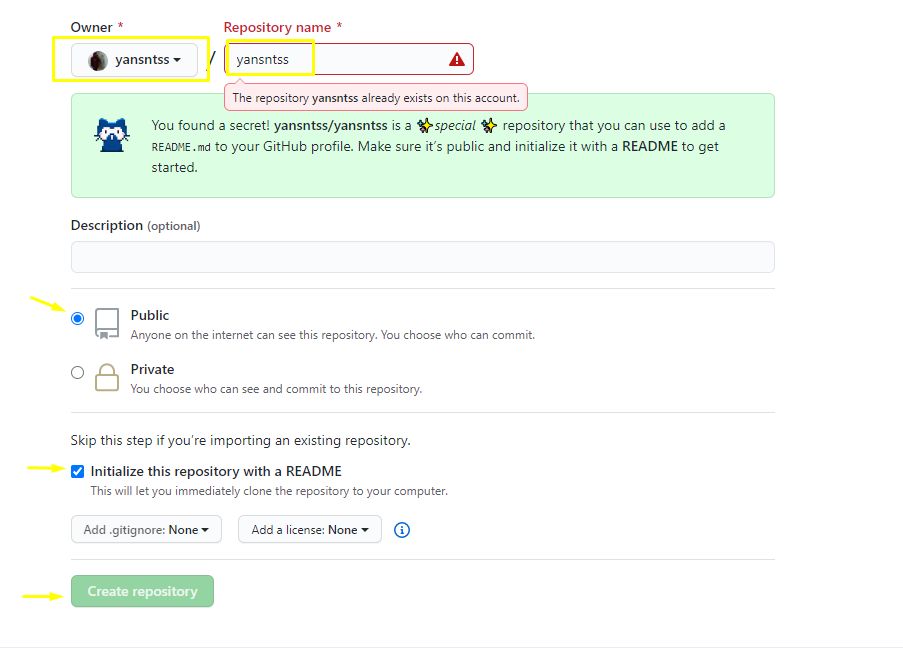 Owner * Repository name *
yansntss / yansntss
The repository yansntss already exists on this account.
You found a secret! yansntss/yansntss is a ✨special ✨ repository that you can use to add a
README.md to your GitHub profile. Make sure it’s public and initialize it with a README to get
started.
Description (optional)
Public
Anyone on the internet can see this repository. You choose who can commit.
Private
You choose who can see and commit to this repository.
Skip this step if you’re importing an existing repository.
Initialize this repository with a README
This will let you immediately clone the repository to your computer.
Add .gitignore: None Add a license: None
Create repository